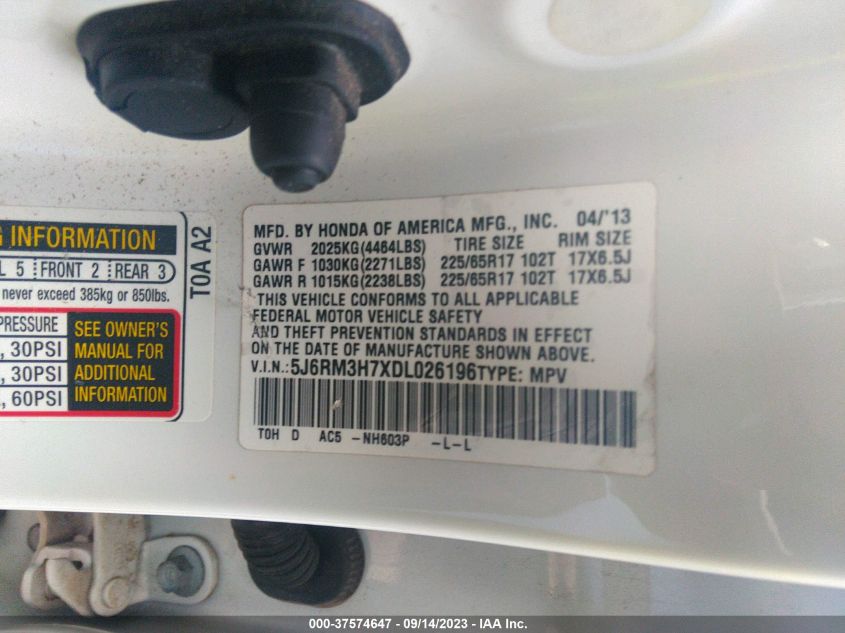 G INFORMATION
L 5 FRONT 2 REAR 3
never exceed 385kg or 850lbs.
PRESSURE
, 30PSI
, 30PSI
, 60PSI
SEE OWNER'S
MANUAL FOR
ADDITIONAL
INFORMATION
T0A A2
MFD. BY HONDA OF AMERICA MFG., INC. 04/'13
GVWR 2025KG(4464LBS) TIRE SIZE RIM SIZE
GAWR F 1030KG(2271LBS) 225/65R17 102T 17X6.5J
GAWR R 1015KG(2238LBS) 225/65R17 102T 17X6.5J
THIS VEHICLE CONFORMS TO ALL APPLICABLE
FEDERAL MOTOR VEHICLE SAFETY
AND THEFT PREVENTION STANDARDS IN EFFECT
ON THE DATE OF MANUFACTURE SHOWN ABOVE.
V.I.N.:5J6RM3H7XDL026196TYPE: MPV
T0H D AC5 -NH603P -L-L
000-37574647 - 09/14/2023 - IAA Inc.